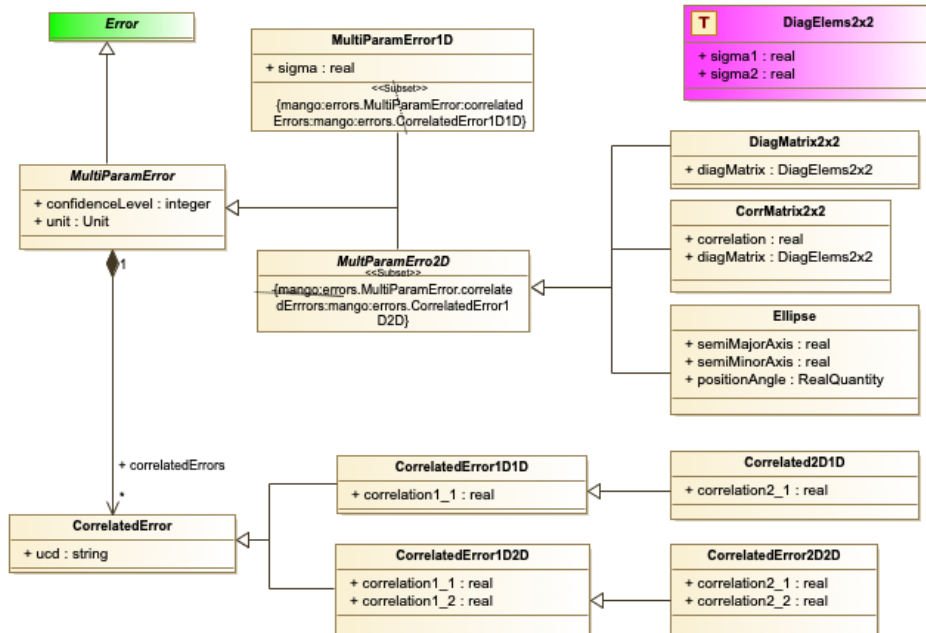 Error
MultiParamError1D
+ sigma : real
<<Subset>>
{mango:errors.MultiParamError:correlated
Errors:mango:errors.CorrelatedError1D1D}
T
DiagElems2x2
+ sigma1 : real
+ sigma2 : real
MultiParamError
+ confidenceLevel : integer
+ unit : Unit
1
MultParamErro2D
<<Subset>>
{mango:errors.MultiParamError.correlate
dErrrors:mango:errors.CorrelatedError1
D2D}
DiagMatrix2x2
+ diagMatrix : DiagElems2x2
CorrMatrix2x2
+ correlation : real
+ diagMatrix : DiagElems2x2
Ellipse
+ semiMajorAxis : real
+ semiMinorAxis : real
+ positionAngle : RealQuantity
+ correlatedErrors
*
CorrelatedError
+ ucd : string
CorrelatedError1D1D
+ correlation1_1 : real
Correlated2D1D
+ correlation2_1 : real
CorrelatedError1D2D
+ correlation1_1 : real
+ correlation1_2 : real
CorrelatedError2D2D
+ correlation2_1 : real
+ correlation2_2 : real